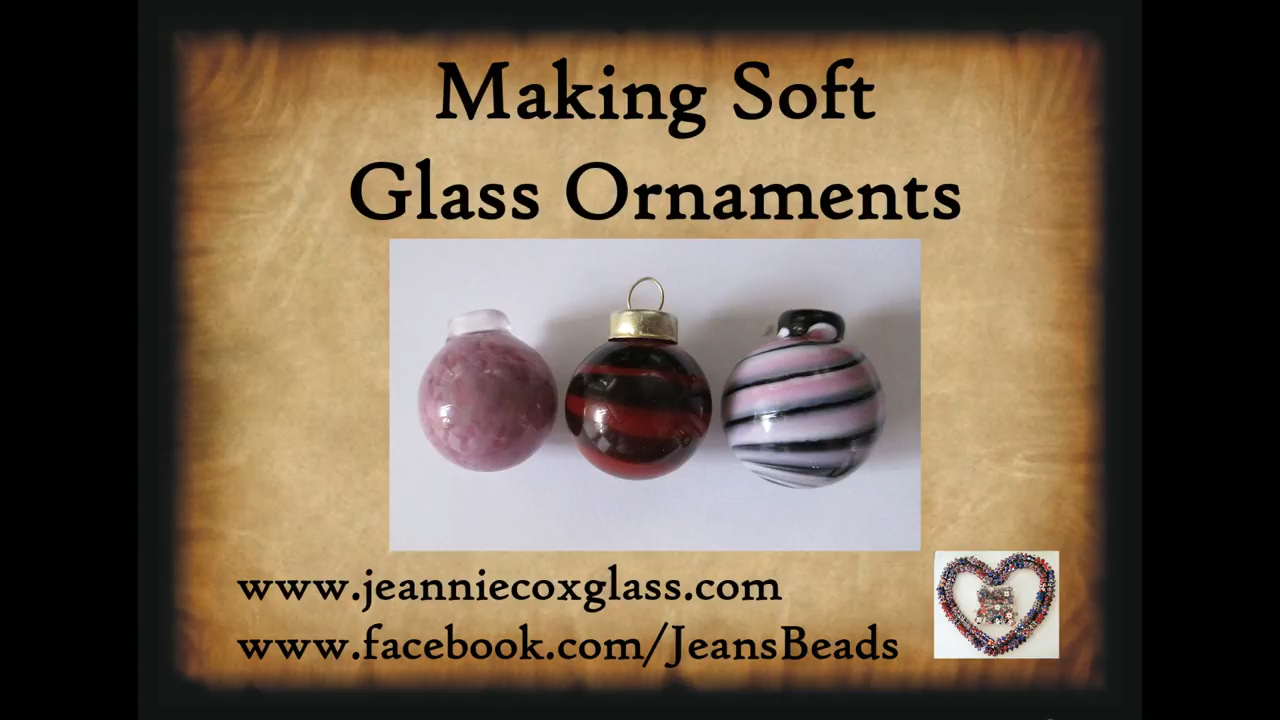 Making Soft
Glass Ornaments
www.jeanniecoxglass.com
www.facebook.com/JeansBeads